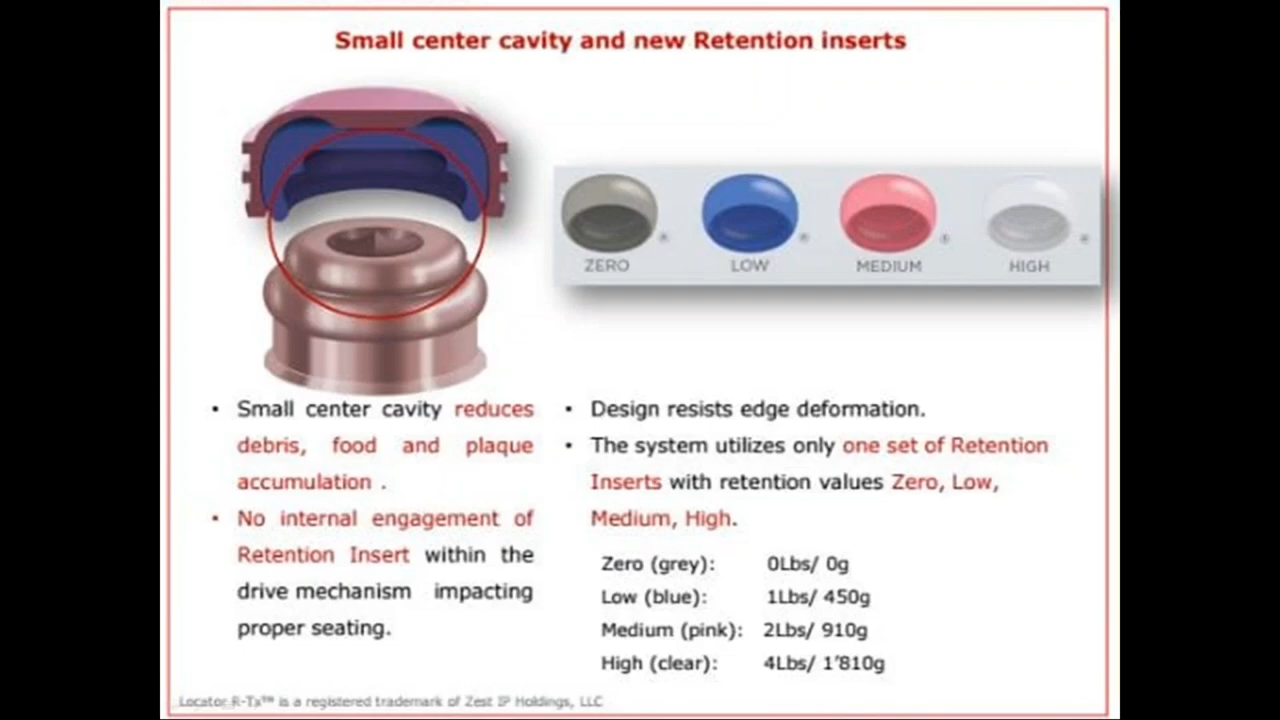 Small center cavity and new Retention inserts
ZERO
LOW
MEDIUM
HIGH
• Small center cavity reduces
debris, food and plaque
accumulation .
• No internal engagement of
Retention Insert within the
drive mechanism impacting
proper seating.
• Design resists edge deformation.
• The system utilizes only one set of Retention
Inserts with retention values Zero, Low,
Medium, High.
Zero (grey): 0Lbs/ 0g
Low (blue): 1Lbs/ 450g
Medium (pink): 2Lbs/ 910g
High (clear): 4Lbs/ 1'810g
Locator R-Tx™ is a registered trademark of Zest IP Holdings, LLC